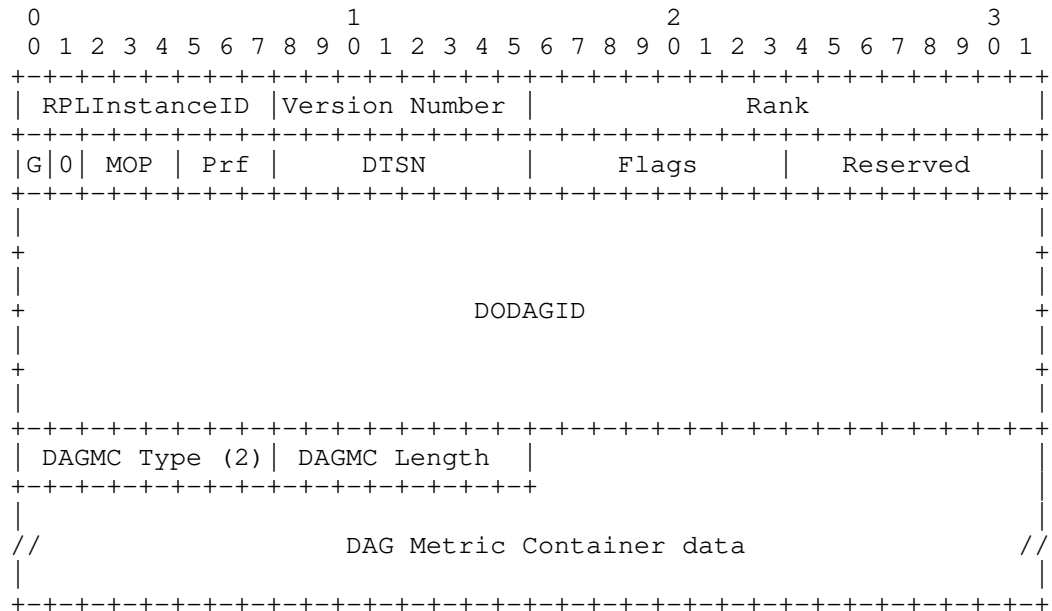 0                   1                   2                   3
 0 1 2 3 4 5 6 7 8 9 0 1 2 3 4 5 6 7 8 9 0 1 2 3 4 5 6 7 8 9 0 1
+-+-+-+-+-+-+-+-+-+-+-+-+-+-+-+-+-+-+-+-+-+-+-+-+-+-+-+-+-+-+-+-+
| RPLInstanceID |Version Number |             Rank              |
+-+-+-+-+-+-+-+-+-+-+-+-+-+-+-+-+-+-+-+-+-+-+-+-+-+-+-+-+-+-+-+-+
|G|0| MOP | Prf |     DTSN      |     Flags     |   Reserved    |
+-+-+-+-+-+-+-+-+-+-+-+-+-+-+-+-+-+-+-+-+-+-+-+-+-+-+-+-+-+-+-+-+
|                                                               |
+                                                               +
|                                                               |
+                            DODAGID                            +
|                                                               |
+                                                               +
|                                                               |
+-+-+-+-+-+-+-+-+-+-+-+-+-+-+-+-+-+-+-+-+-+-+-+-+-+-+-+-+-+-+-+-+
| DAGMC Type (2)| DAGMC Length  |                               |
+-+-+-+-+-+-+-+-+-+-+-+-+-+-+-+-+                               |
|                                                               |
//                   DAG Metric Container data                 //
|                                                               |
+-+-+-+-+-+-+-+-+-+-+-+-+-+-+-+-+-+-+-+-+-+-+-+-+-+-+-+-+-+-+-+-+